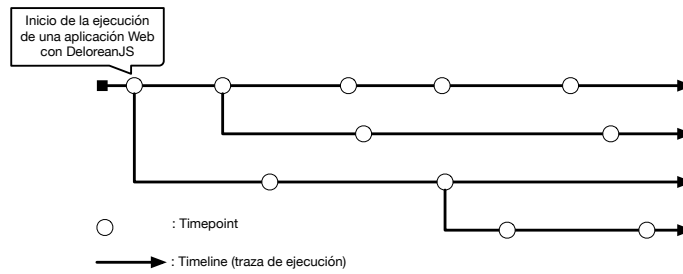 Inicio de la ejecución
de una aplicación Web
con DeloreanJS
: Timepoint
: Timeline (traza de ejecución)